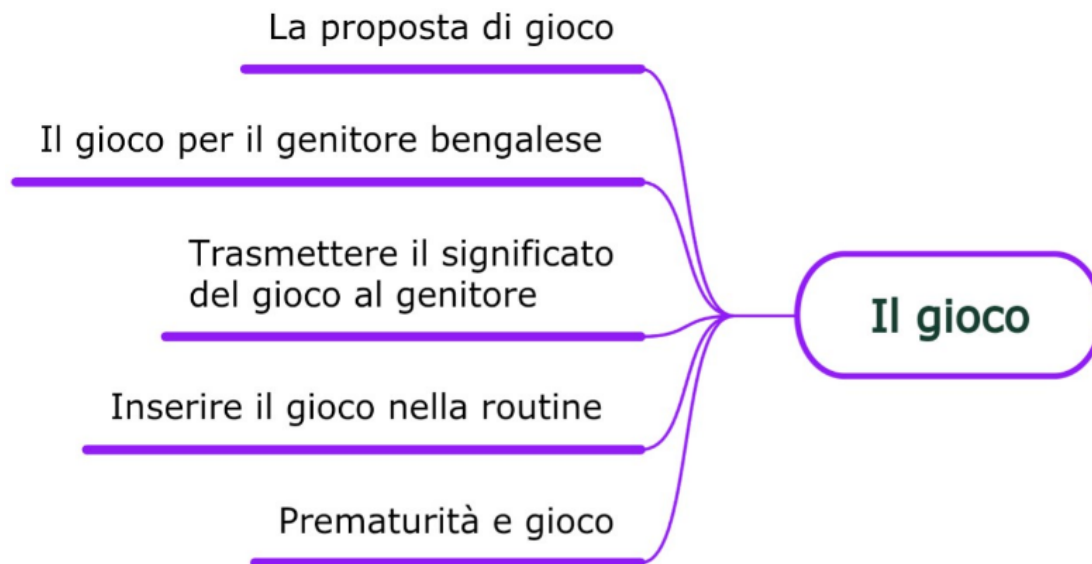 La proposta di gioco
Il gioco per il genitore bengalese
Trasmettere il significato
del gioco al genitore
Inserire il gioco nella routine
Prematurità e gioco
Il gioco